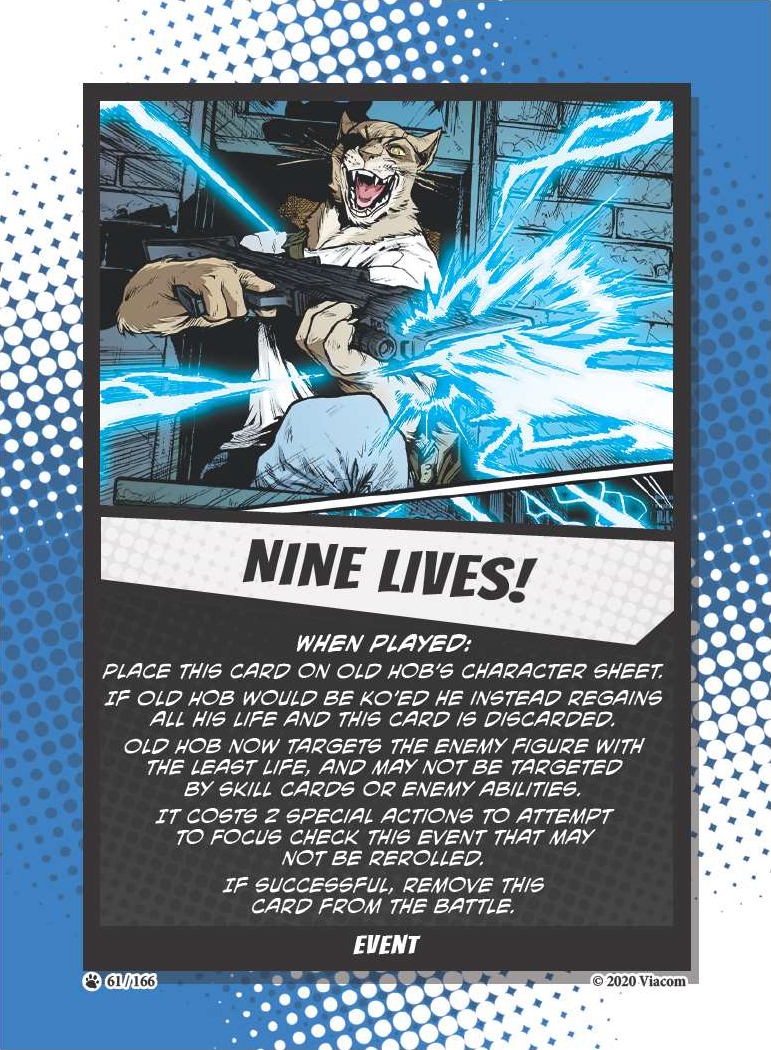 NINE LIVES!
WHEN PLAYED:
PLACE THIS CARD ON OLD HOB'S CHARACTER SHEET.
IF OLD HOB WOULD BE KO'ED HE INSTEAD REGAINS
ALL HIS LIFE AND THIS CARD IS DISCARDED.
OLD HOB NOW TARGETS THE ENEMY FIGURE WITH
THE LEAST LIFE, AND MAY NOT BE TARGETED
BY SKILL CARDS OR ENEMY ABILITIES.
IT COSTS 2 SPECIAL ACTIONS TO ATTEMPT
TO FOCUS CHECK THIS EVENT THAT MAY
NOT BE REROLLED.
IF SUCCESSFUL, REMOVE THIS
CARD FROM THE BATTLE.
EVENT
61/166
© 2020 Viacom